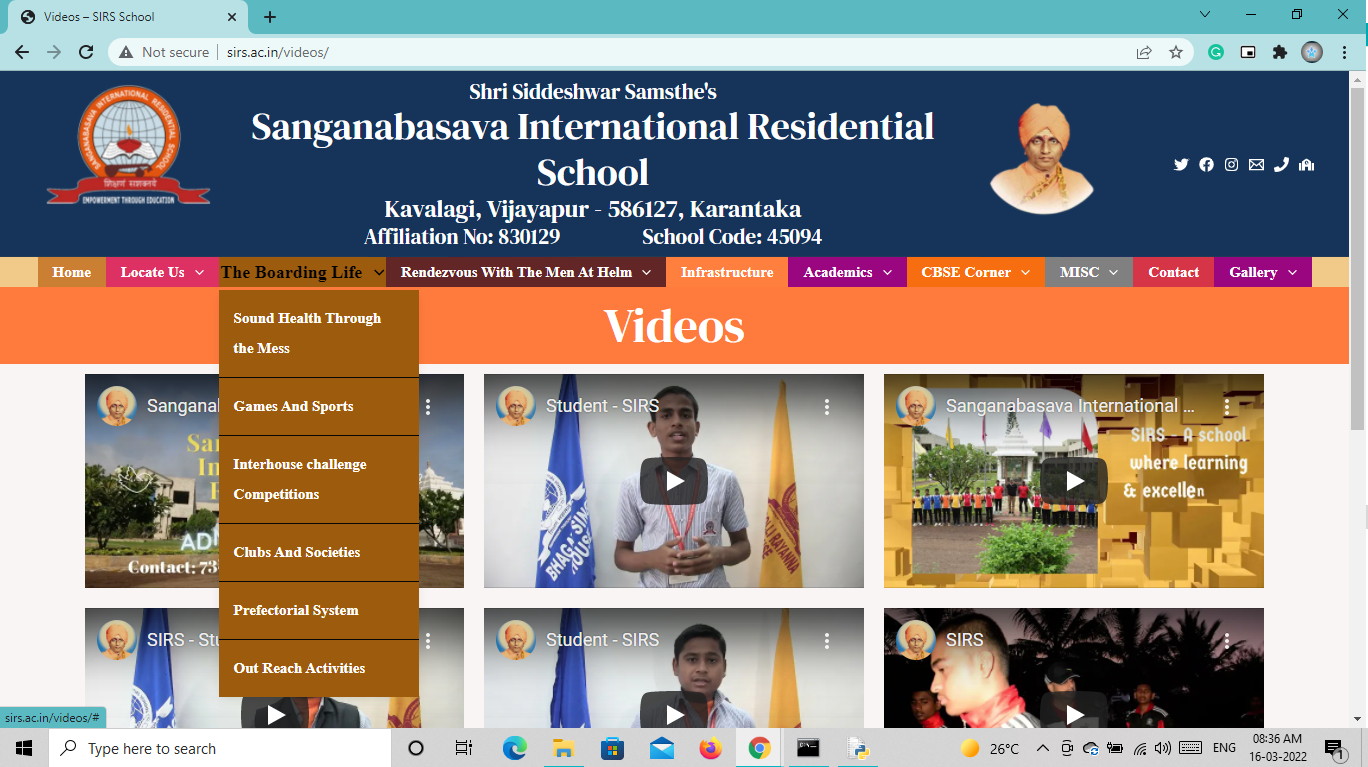 Videos – SIRS School
Not secure
sirs.ac.in/videos/
SANGANABASAVA INTERNATIONAL RESIDENTIAL SCHOOL
EMPOWERMENT THROUGH EDUCATION
Shri Siddeshwar Samsthe's
Sanganabasava International Residential
School
Kavalagi, Vijayapur - 586127, Karantaka
Affiliation No: 830129 School Code: 45094
Home Locate Us The Boarding Life Rendezvous With The Men At Helm Infrastructure Academics CBSE Corner MISC Contact Gallery
Videos
Sound Health Through
the Mess
Games And Sports
Interhouse challenge
Competitions
Clubs And Societies
Prefectorial System
Out Reach Activities
Contact: 73
Student - SIRS
BHAGAT SINGH
HOUSE
Sanganabasava International ...
SIRS - A school
where learning
& excellen
SIRS - Stu
Student - SIRS
SIRS
sirs.ac.in/videos/#
Type here to search
26°C
ENG
08:36 AM
16-03-2022
1